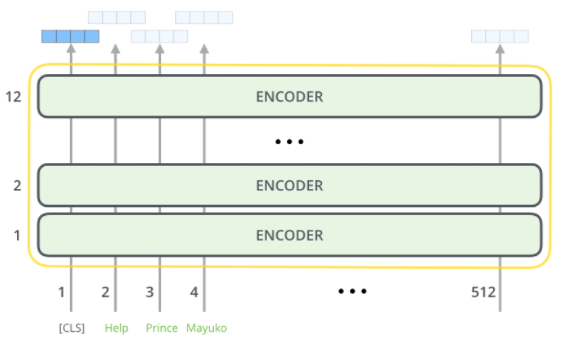 12 ENCODER
...
2 ENCODER
1 ENCODER
1 2 3 4 ... 512
[CLS] Help Prince Mayuko